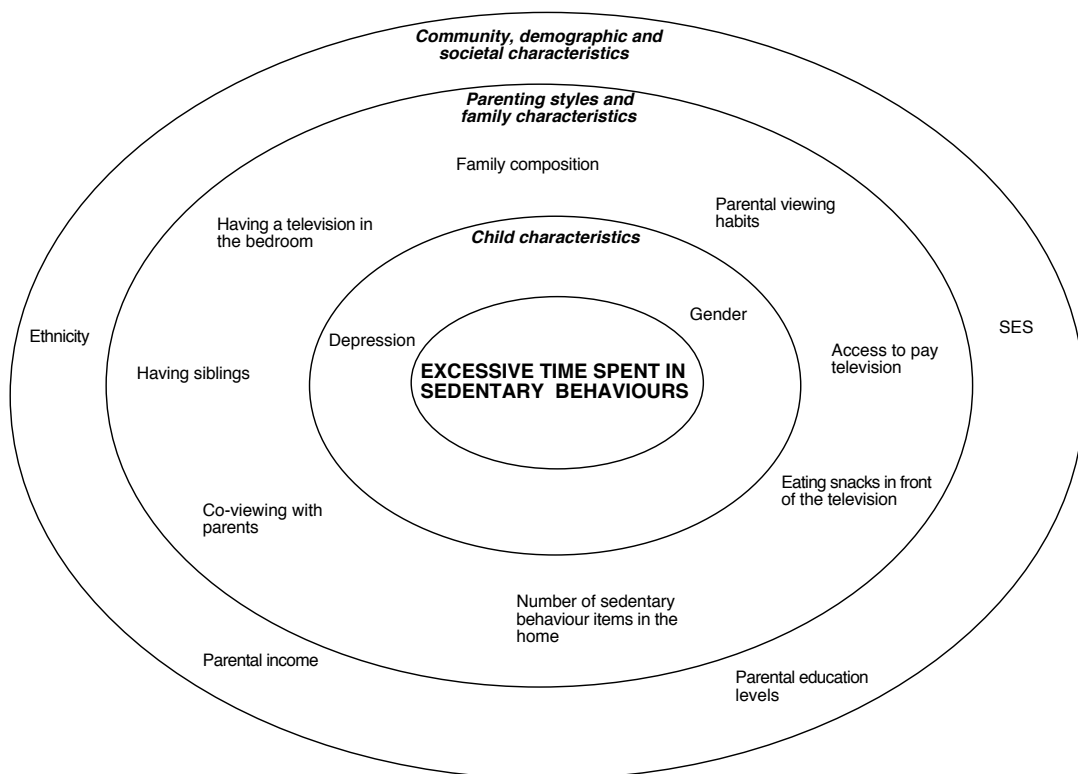 Community, demographic and
societal characteristics
Parenting styles and
family characteristics
Family composition
Parental viewing
habits
Having a television in
the bedroom
Child characteristics
Gender
Ethnicity
Depression
SES
Access to pay
television
Having siblings
EXCESSIVE TIME SPENT IN
SEDENTARY BEHAVIOURS
Eating snacks in front
of the television
Co-viewing with
parents
Number of sedentary
behaviour items in the
home
Parental income
Parental education
levels